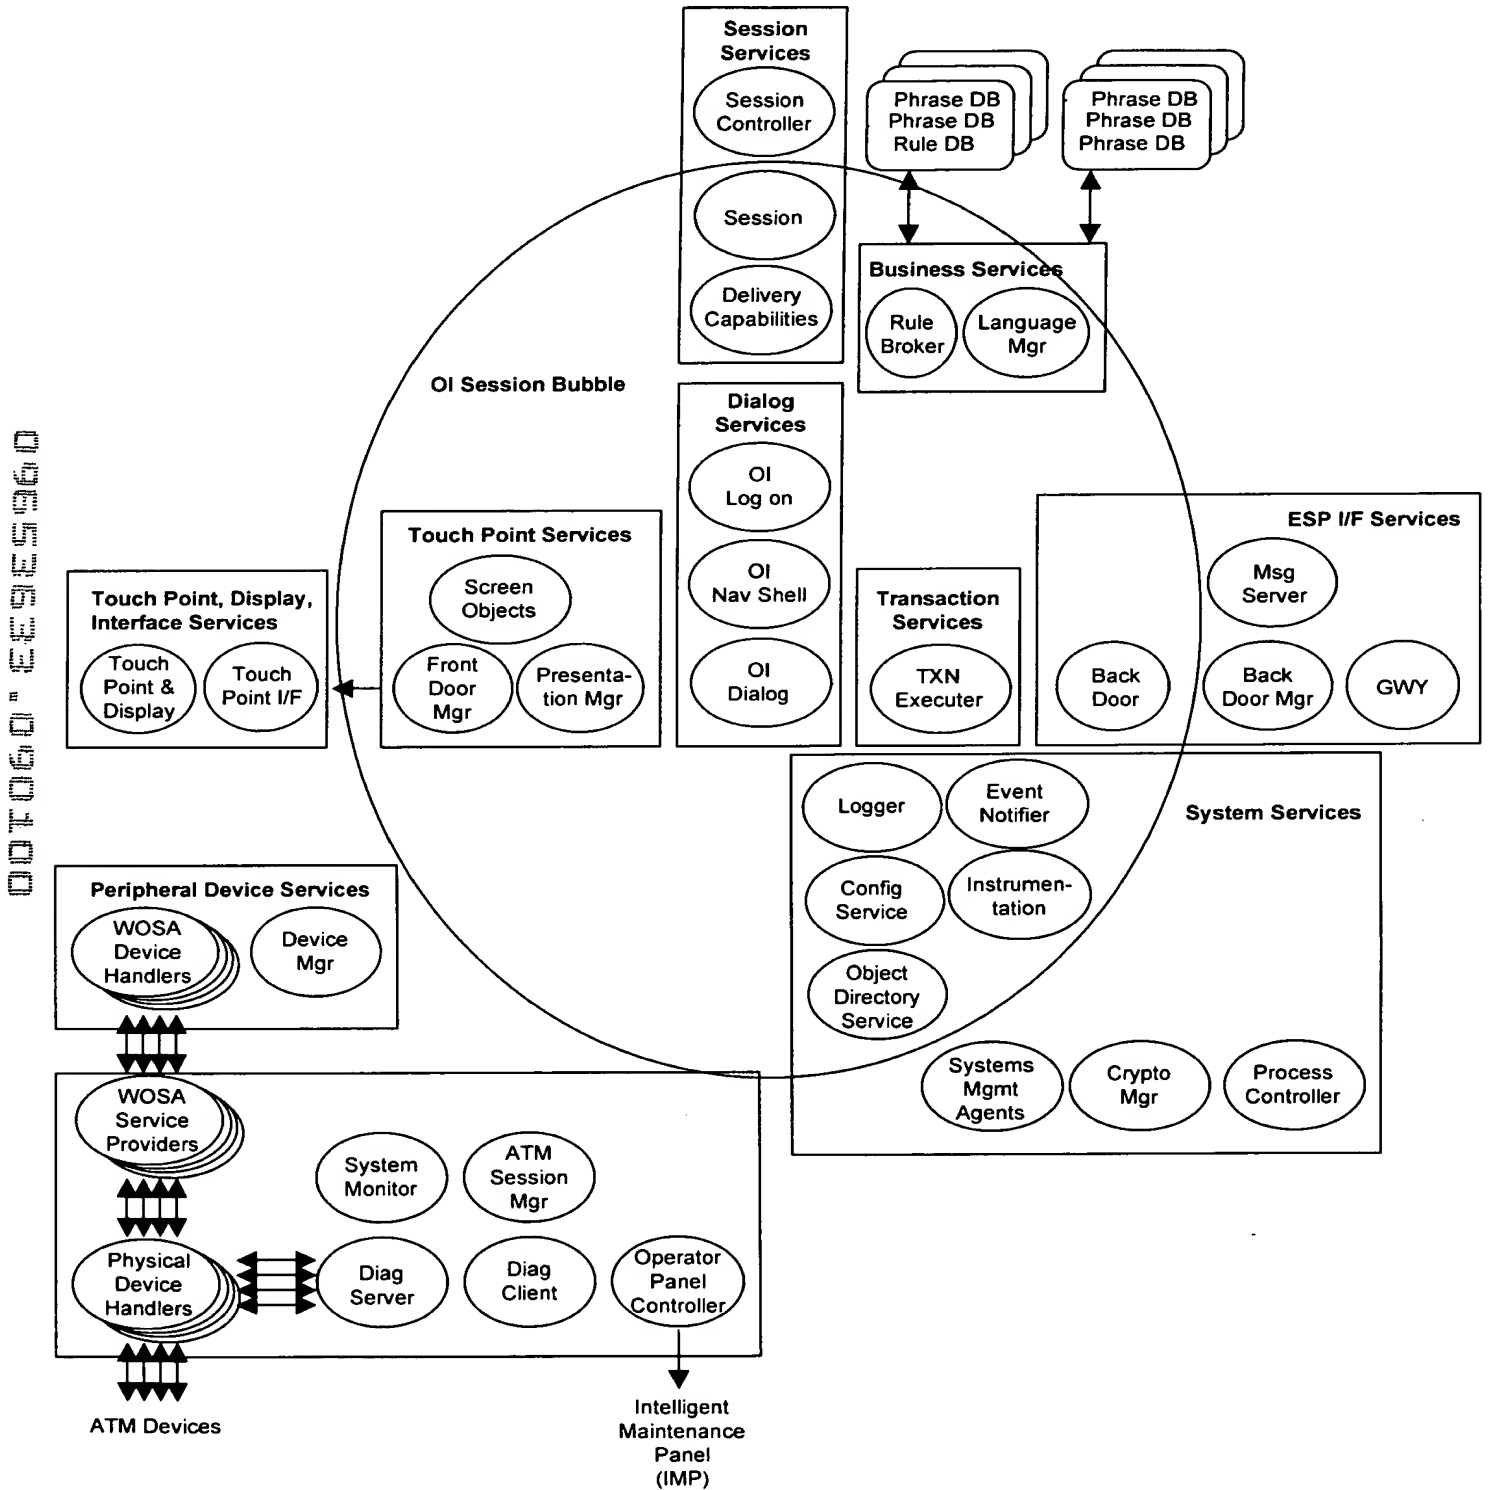 Session
Services
Session
Controller
Session
Delivery
Capabilities
Phrase DB
Phrase DB
Rule DB
Phrase DB
Phrase DB
Phrase DB
Business Services
Rule
Broker
Language
Mgr
OI Session Bubble
Dialog
Services
OI
Log on
OI
Nav Shell
OI
Dialog
Touch Point Services
Screen
Objects
Front
Door
Mgr
Presenta-
tion Mgr
Touch Point, Display,
Interface Services
Touch
Point &
Display
Touch
Point I/F
Transaction
Services
TXN
Executer
ESP I/F Services
Msg
Server
Back
Door
Back
Door Mgr
GWY
System Services
Logger
Event
Notifier
Config
Service
Instrumen-
tation
Object
Directory
Service
Systems
Mgmt
Agents
Crypto
Mgr
Process
Controller
Peripheral Device Services
WOSA
Device
Handlers
Device
Mgr
WOSA
Service
Providers
System
Monitor
ATM
Session
Mgr
Physical
Device
Handlers
Diag
Server
Diag
Client
Operator
Panel
Controller
ATM Devices
Intelligent
Maintenance
Panel
(IMP)